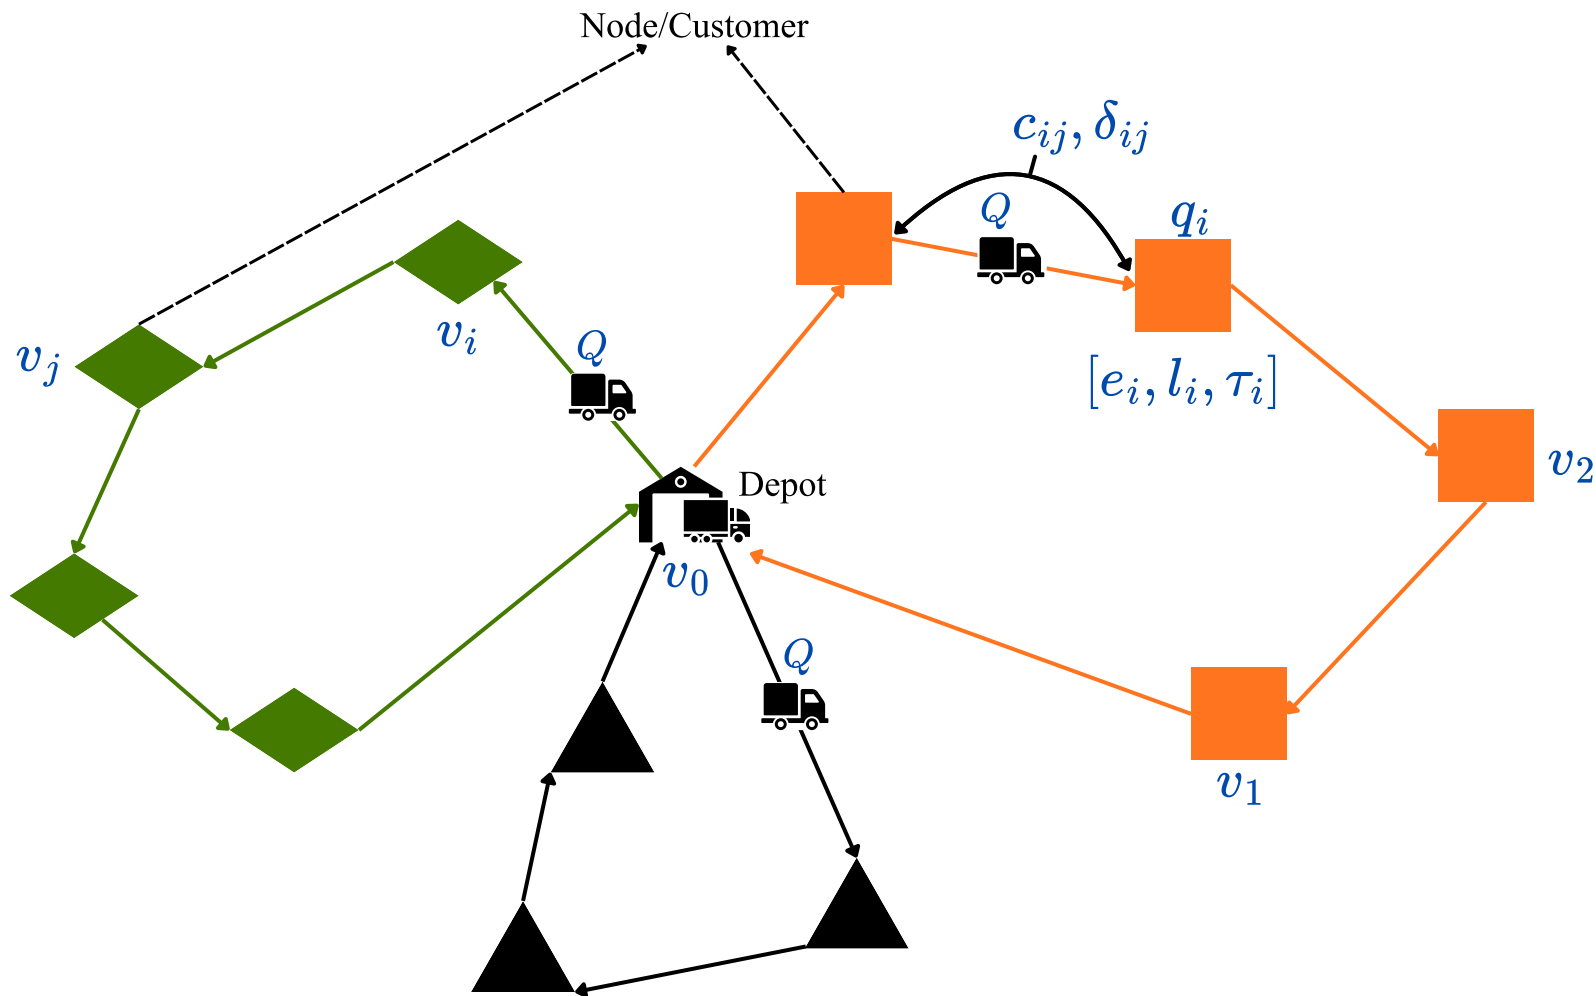 Node/Customer
c_{ij}, δ_{ij}
Q
q_i
v_i
Q
v_j
[e_i, l_i, τ_i]
v_2
Depot
v_0
Q
v_1